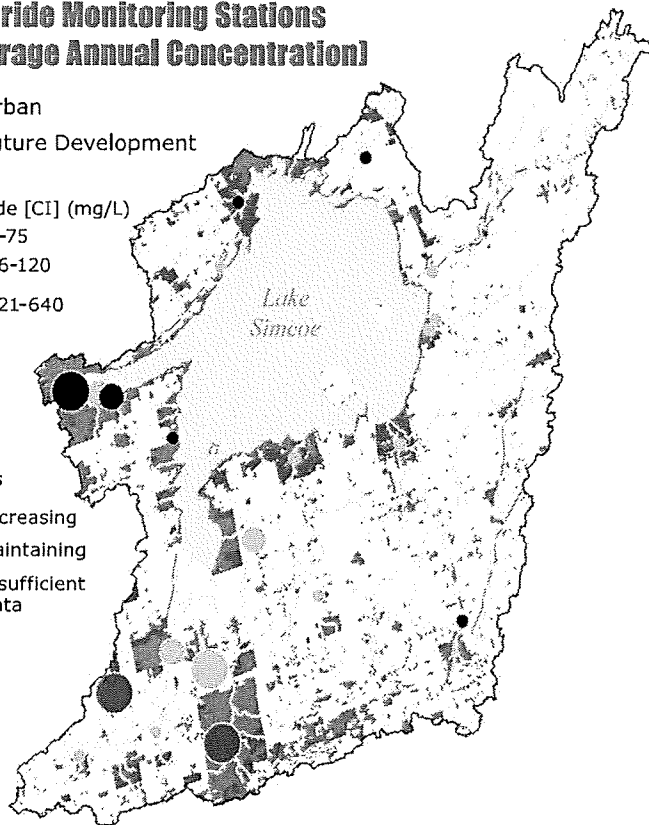 ride Monitoring Stations
rage Annual Concentration]
rban
uture Development
de [Cl] (mg/L)
-75
6-120
21-640
Lake
Simcoe
s
creasing
aintaining
sufficient
ata